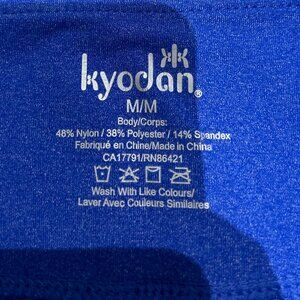 kyodan®
M/M
Body/Corps:
48% Nylon / 38% Polyester / 14% Spandex
Fabriqué en Chine/Made in China
CA17791/RN86421
Wash With Like Colours/
Laver Avec Couleurs Similaires